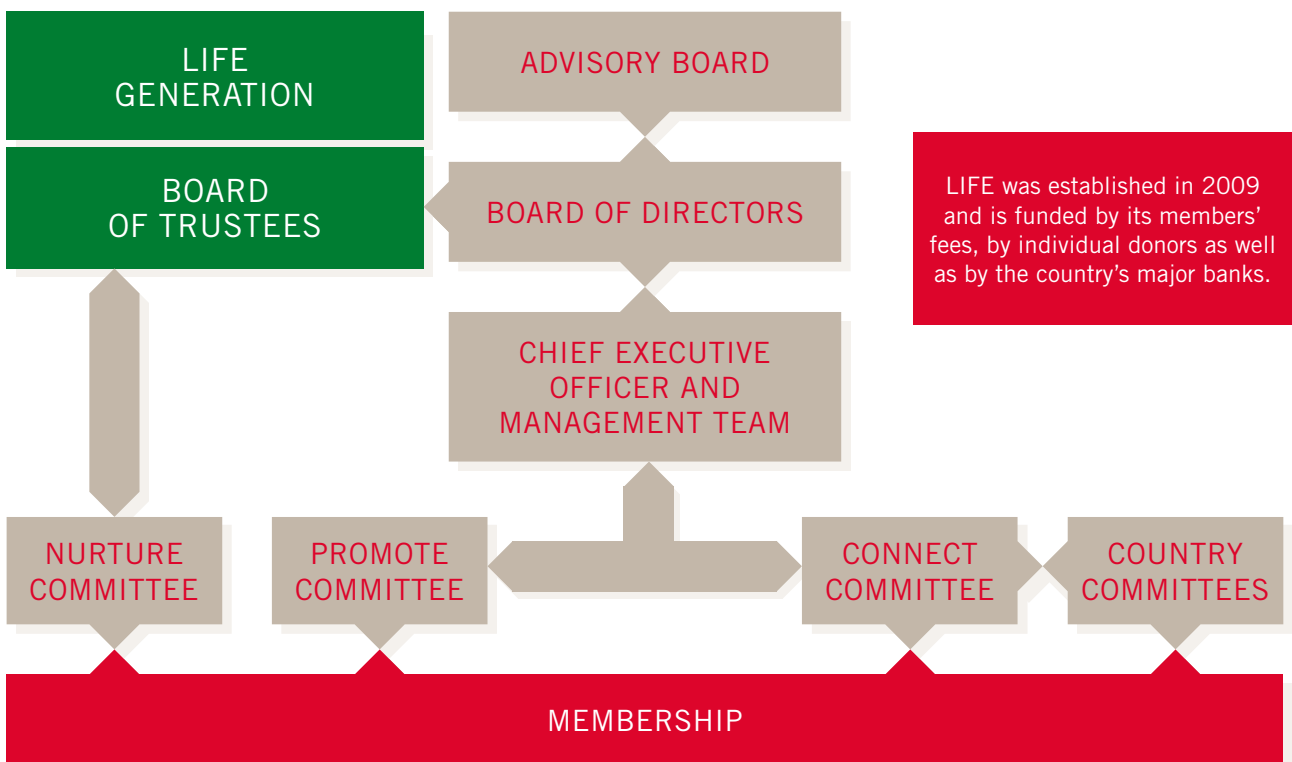 LIFE
GENERATION
ADVISORY BOARD
BOARD
OF TRUSTEES
BOARD OF DIRECTORS
LIFE was established in 2009
and is funded by its members’
fees, by individual donors as well
as by the country’s major banks.
CHIEF EXECUTIVE
OFFICER AND
MANAGEMENT TEAM
NURTURE
COMMITTEE
PROMOTE
COMMITTEE
CONNECT
COMMITTEE
COUNTRY
COMMITTEES
MEMBERSHIP